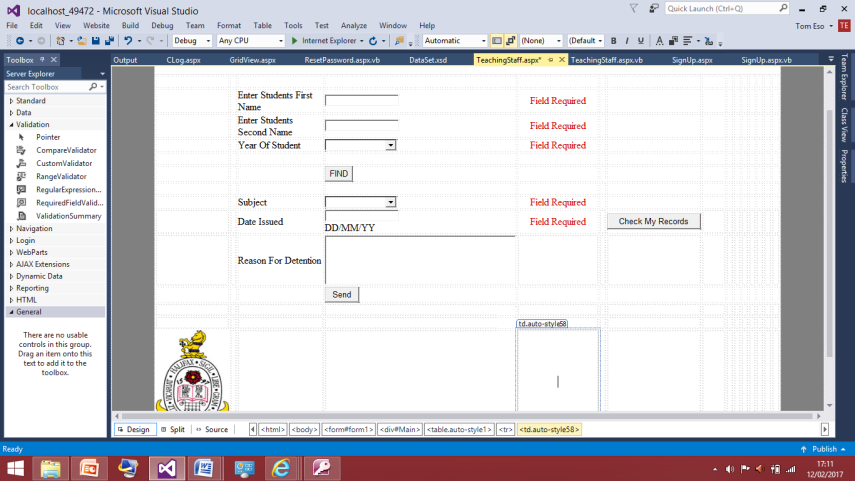 localhost_49472 - Microsoft Visual Studio
Quick Launch (Ctrl+Q)
File Edit View Website Build Debug Team Format Table Tools Test Analyze Window Help
Tom Eso TE
Debug Any CPU Internet Explorer Automatic (None) (Default B I U A
Toolbox
Output CLog.aspx GridView.aspx ResetPassword.aspx.vb DataSet.xsd TeachingStaff.aspx* TeachingStaff.aspx.vb SignUp.aspx SignUp.aspx.vb
Server Explorer
Search Toolbox
Standard
Data
Validation
Pointer
CompareValidator
CustomValidator
RangeValidator
RegularExpression...
RequiredFieldValid...
ValidationSummary
Navigation
Login
WebParts
AJAX Extensions
Dynamic Data
Reporting
HTML
General
There are no usable
controls in this group.
Drag an item onto this
text to add it to the
toolbox.
Enter Students First
Name
Field Required
Enter Students
Second Name
Field Required
Year Of Student
Field Required
FIND
Subject
Field Required
Date Issued
DD/MM/YY
Field Required
Check My Records
Reason For Detention
Send
td.auto-style58
Team Explorer
Class View
Properties
Design Split Source <html> <body> <form#form1> <div#Main> <table.auto-style1> <tr> <td.auto-style58>
Ready
Publish
17:11
12/02/2017